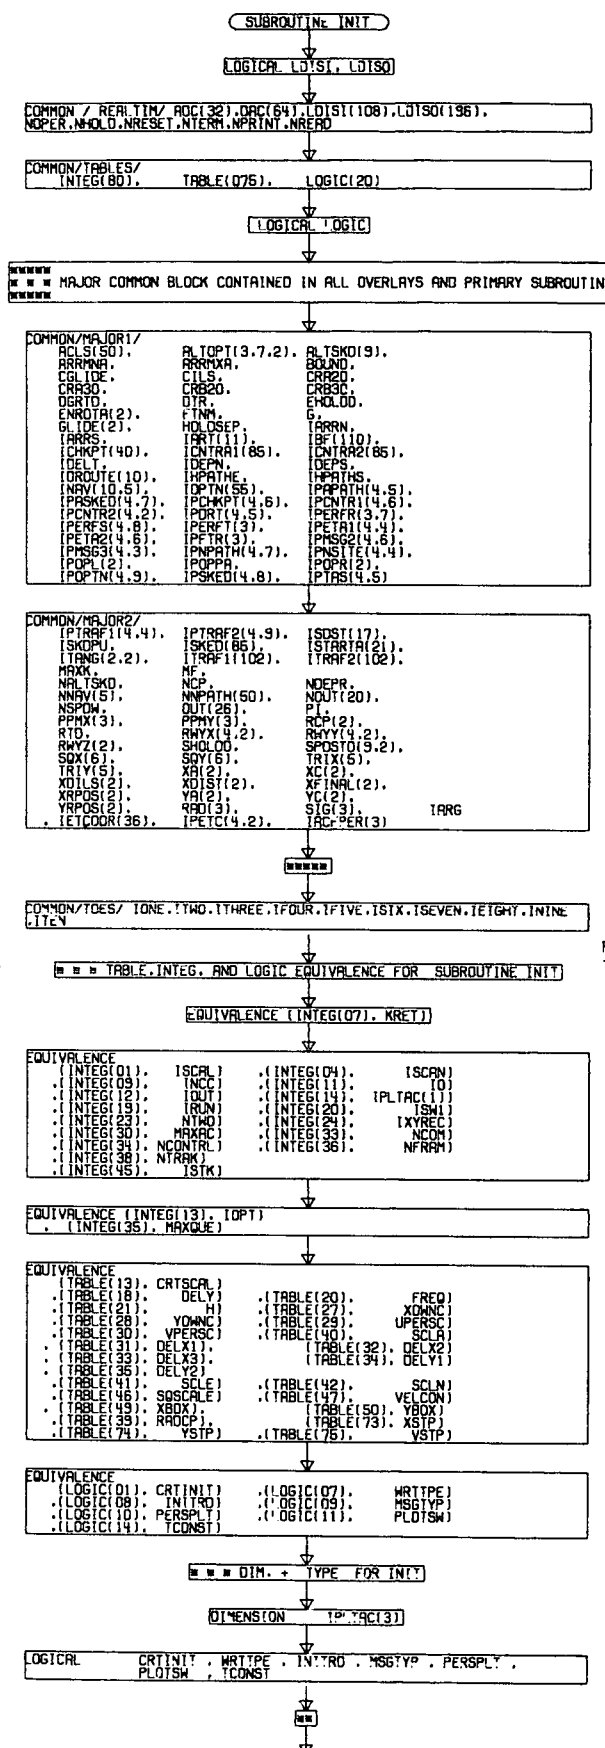 SUBROUTINE INIT
LOGICAL LDISI, LDISO
COMMON / REALTIM/ ADC(32),DAC(64),LDISI(108),LDISO(196),
NOPER,NHOLD,NRESET,NTERM,NPRINT,NREAD
COMMON/TABLES/
INTEG(80), TABLE(075), LOGIC(20)
LOGICAL LOGIC
MAJOR COMMON BLOCK CONTAINED IN ALL OVERLAYS AND PRIMARY SUBROUTIN
COMMON/MAJOR1/
ACLS(50), ALTOPT(3,7,2), ALTSKD(9),
ARRMNA, ARRMXA, BOUND,
CGLIDE, CILS, CRA2D,
CRA3D, CRB2D, CRB3C,
DGRTD, DTR, EHOLDD,
ENROTA(2), FTNM, G,
GLIDE(2), HOLDSEP, IARRN,
IARRS, IART(11), IBF(110),
ICHKPT(40), ICNTRA1(85), ICNTRA2(85),
IDELT, IDEPN, IDEPS,
IDROUTE(10), IHPATHE, IHPATHS,
INAV(10,5), IOPTN(55), IPAPATH(4,5),
IPASKED(4,7), IPCHKPT(4,6), IPCNTR1(4,6),
IPCNTR2(4,2), IPDRT(4,5), IPERFR(3,7),
IPERFS(4,8), IPERFT(3), IPETA1(4,4),
IPETA2(4,6), IPFTR(3), IPMSG2(4,6),
IPMSG3(4,3), IPNPATH(4,7), IPNSITE(4,4),
IPOPL(2), IPOPPA, IPOPR(2),
IPOPTN(4,9), IPSKED(4,8), IPTAS(4,5)
COMMON/MAJOR2/
IPTRAF1(4,4), IPTRAF2(4,9), ISDST(17),
ISKDPU, ISKED(85), ISTARTA(21),
ITANG(2,2), ITRAF1(102), ITRAF2(102),
MAXK, MF,
NALTSKD, NCP, NDEPR,
NNAV(5), NNPATH(50), NOUT(20),
NSPDW, OUT(26), PI,
PPMX(3), PPMY(3), RCP(2),
RTD, RWYX(4,2), RWYY(4,2),
RWYZ(2), SHOLDD, SPDSTD(9,2),
SQX(6), SQY(6), TRIX(5),
TRIY(5), XA(2), XC(2),
XDILS(2), XDIST(2), XFINAL(2),
XRPOS(2), YA(2), YC(2),
YRPOS(2), RAD(3), SIG(3), IARG
. IETCODR(36), IPETC(4,2), IACFPER(3)
COMMON/TOES/ IONE,ITWO,ITHREE,IFOUR,IFIVE,ISIX,ISEVEN,IEIGHT,ININE
,ITEN
TABLE,INTEG, AND LOGIC EQUIVALENCE FOR SUBROUTINE INIT
EQUIVALENCE (INTEG(07), KRET)
EQUIVALENCE
(INTEG(01), ISCAL) ,(INTEG(04), ISCAN)
,(INTEG(09), INCC) ,(INTEG(11), IO)
,(INTEG(12), IOUT) ,(INTEG(14), IPLTAC(1))
,(INTEG(19), IRUN) ,(INTEG(20), ISW1)
,(INTEG(23), NTWO) ,(INTEG(24), IXYREC)
,(INTEG(30), MAXAC) ,(INTEG(33), NCOM)
,(INTEG(34), NCONTRL) ,(INTEG(36), NFRAM)
,(INTEG(38), NTRAK)
,(INTEG(45), ISTK)
EQUIVALENCE (INTEG(13), IOPT)
, (INTEG(35), MAXQUE)
EQUIVALENCE
(TABLE(13), CRTSCAL)
,(TABLE(18), DELY) ,(TABLE(20), FREQ)
,(TABLE(21), H) ,(TABLE(27), XOWNC)
,(TABLE(28), YOWNC) ,(TABLE(29), UPERSC)
,(TABLE(30), VPERSC) ,(TABLE(40), SCLA)
, (TABLE(31), DELX1), (TABLE(32), DELX2)
, (TABLE(33), DELX3), (TABLE(34), DELY1)
, (TABLE(35), DELY2)
,(TABLE(41), SCLE) ,(TABLE(42), SCLN)
,(TABLE(46), SQSCALE) ,(TABLE(47), VELCON)
, (TABLE(49), XBOX), (TABLE(50), YBOX)
,(TABLE(39), RADCP), (TABLE(73), XSTP)
,(TABLE(74), YSTP) ,(TABLE(75), VSTP)
EQUIVALENCE
(LOGIC(01), CRTINIT) ,(LOGIC(07), WRTTPE)
,(LOGIC(08), INTTRD) ,(LOGIC(09), MSGTYP)
,(LOGIC(10), PERSPLT) ,(LOGIC(11), PLOTSW)
,(LOGIC(14), TCONST)
DIM. + TYPE FOR INIT
DIMENSION IPLTAC(3)
LOGICAL CRTINIT , WRTTPE , INTTRD , MSGTYP , PERSPLT ,
PLOTSW , TCONST